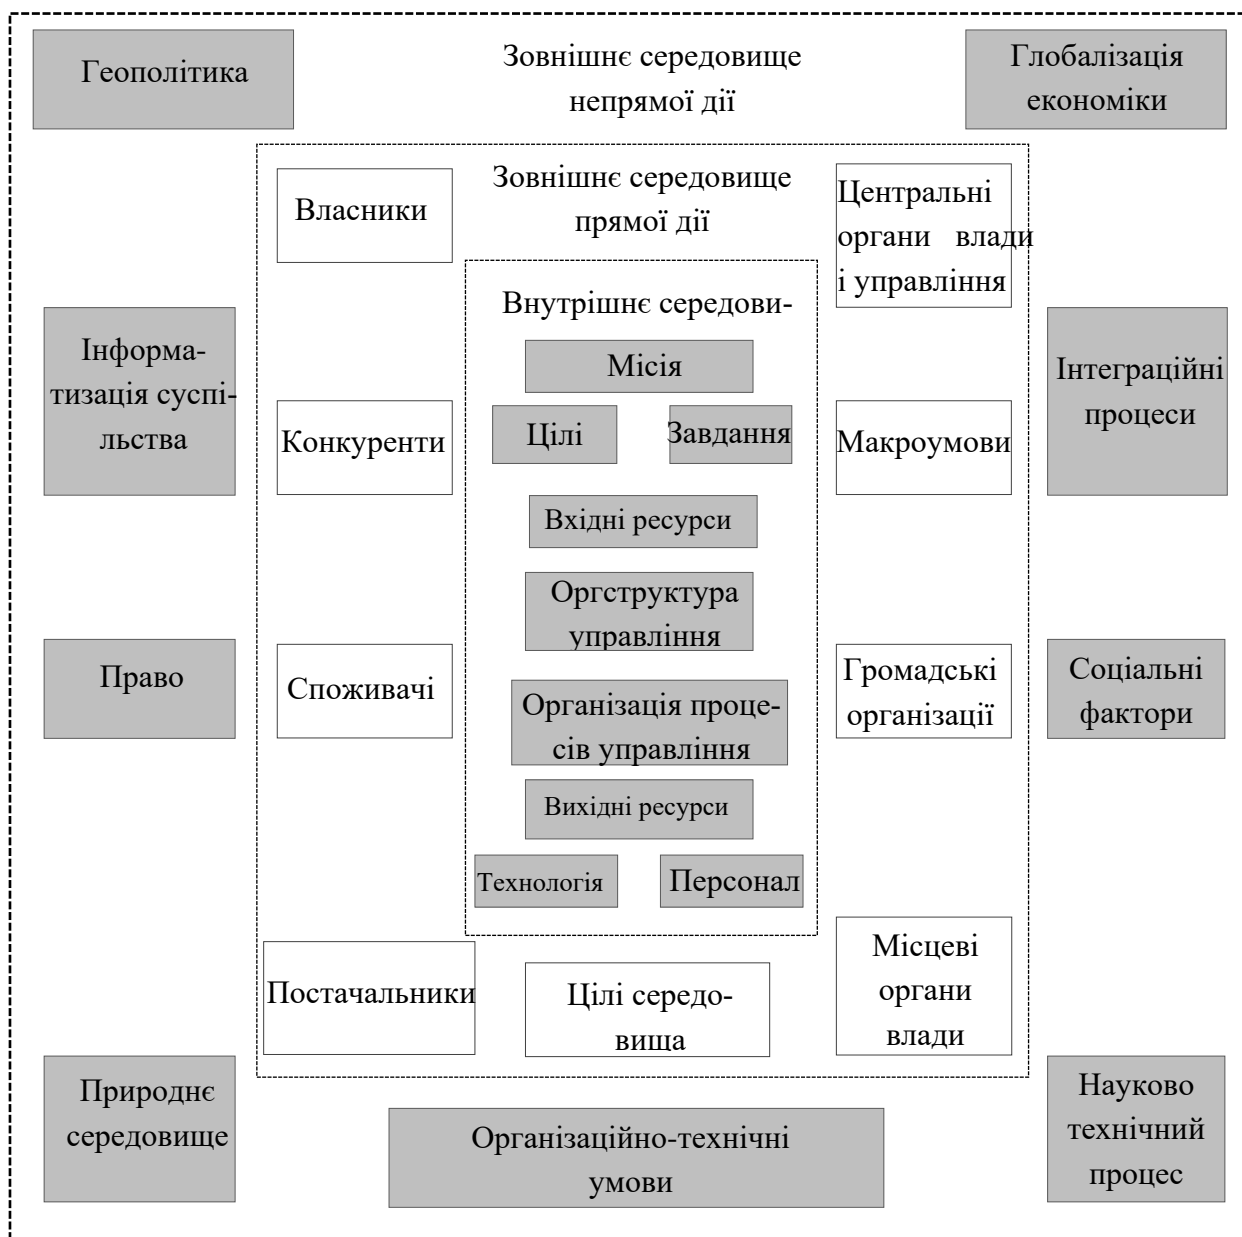 Геополітика
Зовнішнє середовище
непрямої дії
Глобалізація
економіки
Власники
Зовнішнє середовище
прямої дії
Центральні
органи влади
і управління
Внутрішнє середови-
Інформа-
тизація суспі-
льства
Місія
Інтеграційні
процеси
Конкуренти
Цілі
Завдання
Макроумови
Вхідні ресурси
Оргструктура
управління
Право
Споживачі
Громадські
організації
Соціальні
фактори
Організація проце-
сів управління
Вихідні ресурси
Технологія
Персонал
Постачальники
Цілі середо-
вища
Місцеві
органи
влади
Природнє
середовище
Організаційно-технічні
умови
Науково
технічний
процес